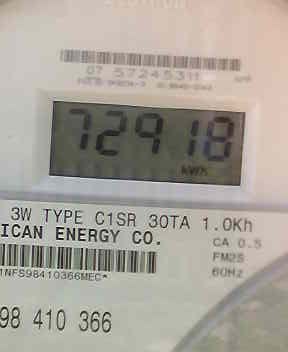 07 57245311
72918
kWh
3W TYPE C1SR 30TA 1.0Kh
ICAN ENERGY CO.
CA 0.5
FM2S
60Hz
1NFS98410366MEC*
98 410 366